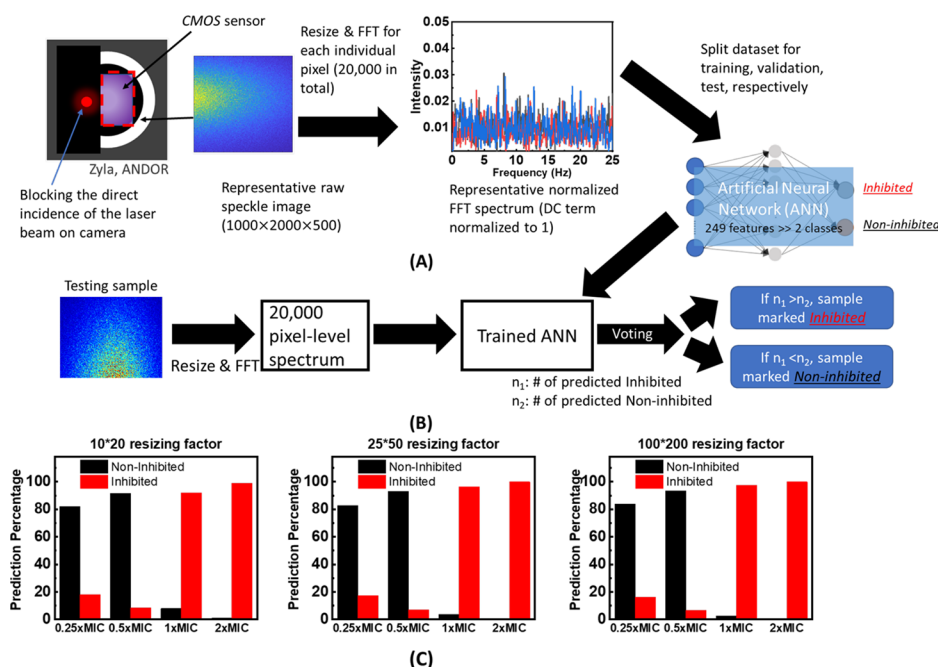 CMOS sensor
Zyla, ANDOR
Blocking the direct
incidence of the laser
beam on camera
Resize & FFT for
each individual
pixel (20,000 in
total)
Representative raw
speckle image
(1000×2000×500)
Intensity
0.05
0.04
0.03
0.02
0.01
0 5 10 15 20 25
Frequency (Hz)
Representative normalized
FFT spectrum (DC term
normalized to 1)
Split dataset for
training, validation,
test, respectively
Artificial Neural
Network (ANN)
249 features >> 2 classes
Inhibited
Non-inhibited
(A)
Testing sample
Resize & FFT
20,000
pixel-level
spectrum
Trained ANN
Voting
n1: # of predicted Inhibited
n2: # of predicted Non-inhibited
If n1 >n2, sample
marked Inhibited
If n1 <n2, sample
marked Non-inhibited
(B)
10*20 resizing factor
Non-Inhibited
Inhibited
Prediction Percentage
100
80
60
40
20
0
0.25xMIC 0.5xMIC 1xMIC 2xMIC
25*50 resizing factor
Non-Inhibited
Inhibited
Prediction Percentage
100
80
60
40
20
0
0.25xMIC 0.5xMIC 1xMIC 2xMIC
100*200 resizing factor
Non-Inhibited
Inhibited
Prediction Percentage
100
80
60
40
20
0
0.25xMIC 0.5xMIC 1xMIC 2xMIC
(C)